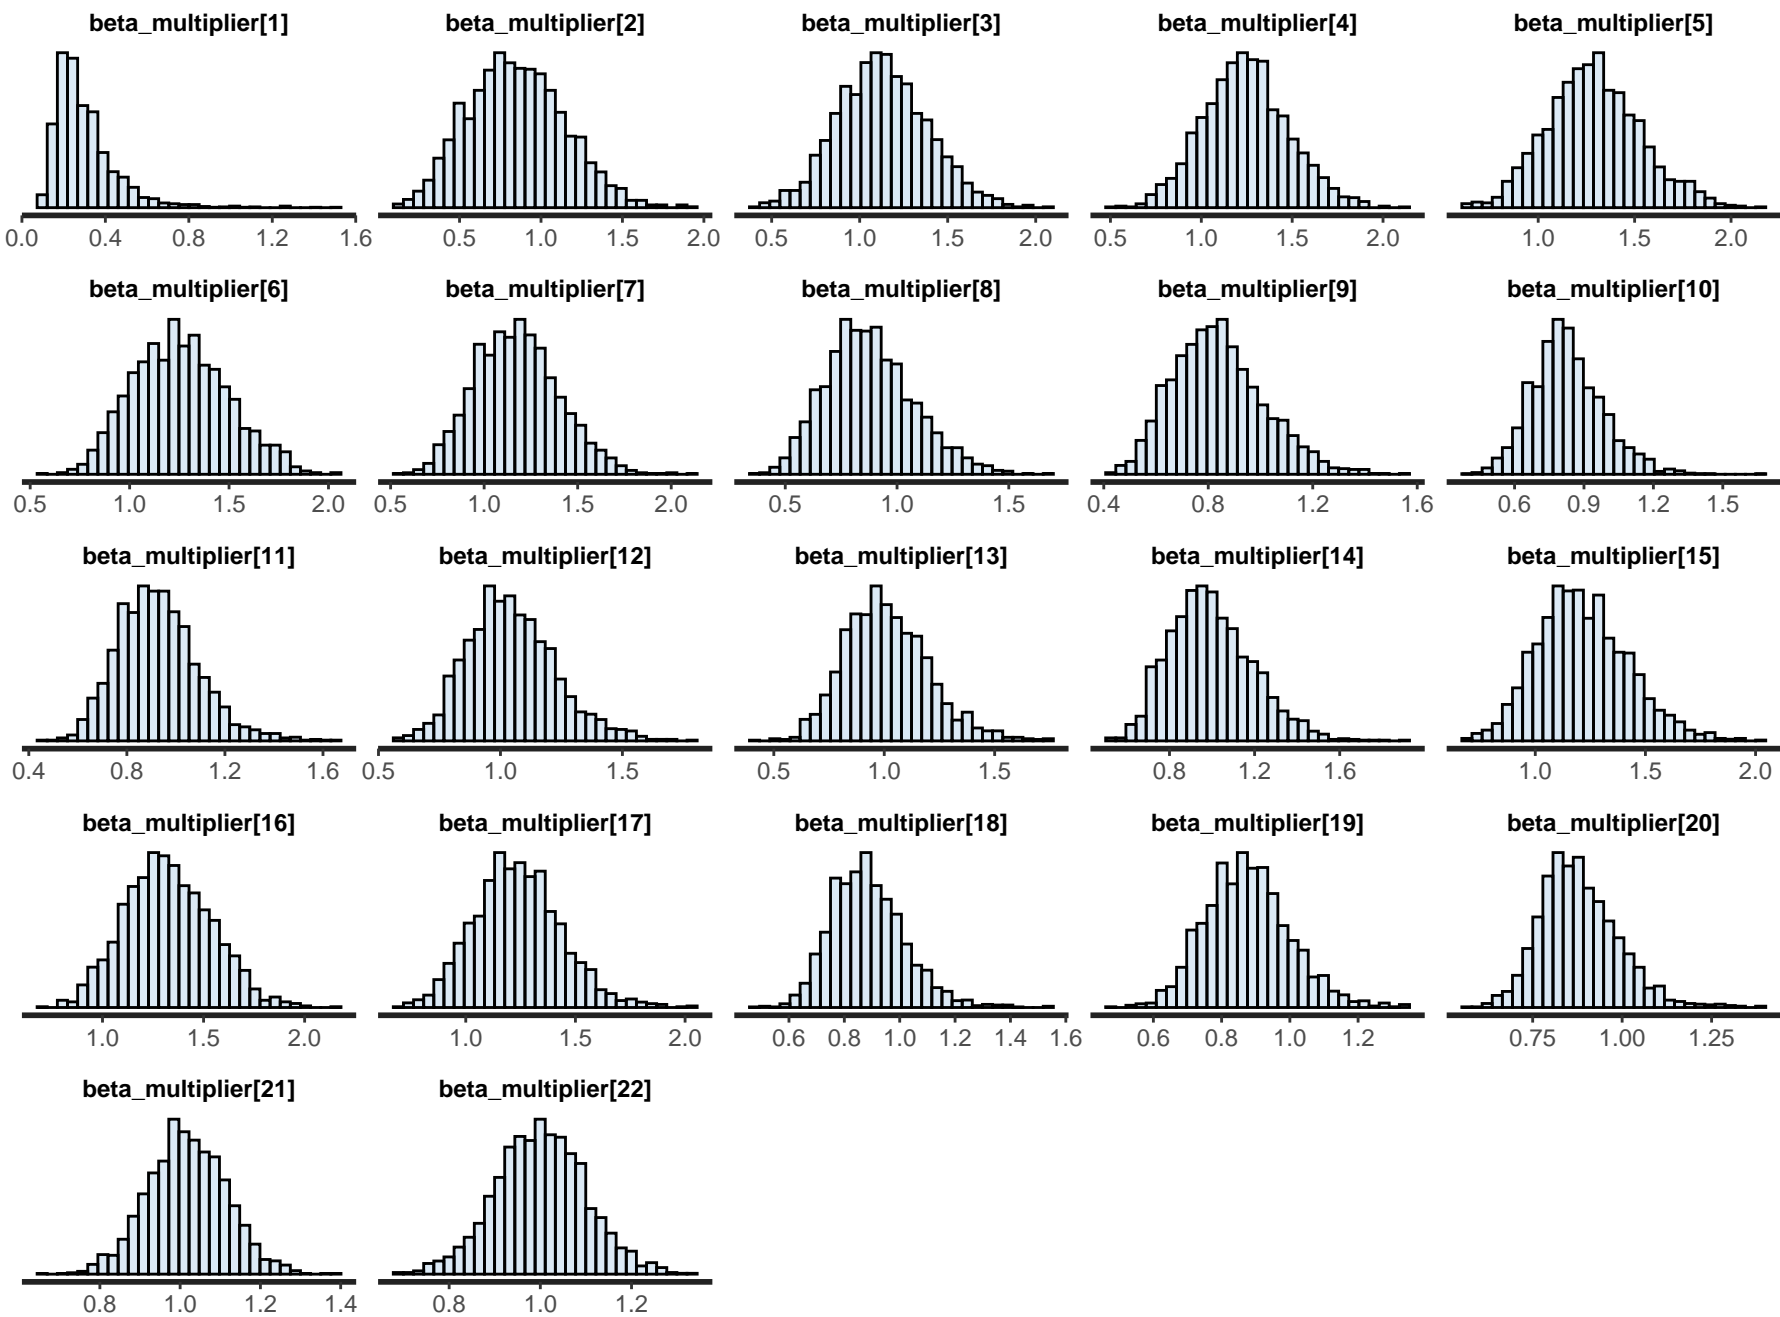 beta_multiplier[1] beta_multiplier[2] beta_multiplier[3] beta_multiplier[4] beta_multiplier[5]
0.0 0.4 0.8 1.2 1.6 0.5 1.0 1.5 2.0 0.5 1.0 1.5 2.0 0.5 1.0 1.5 2.0 1.0 1.5 2.0
beta_multiplier[6] beta_multiplier[7] beta_multiplier[8] beta_multiplier[9] beta_multiplier[10]
0.5 1.0 1.5 2.0 0.5 1.0 1.5 2.0 0.5 1.0 1.5 0.4 0.8 1.2 1.6 0.6 0.9 1.2 1.5
beta_multiplier[11] beta_multiplier[12] beta_multiplier[13] beta_multiplier[14] beta_multiplier[15]
0.4 0.8 1.2 1.6 0.5 1.0 1.5 0.5 1.0 1.5 0.8 1.2 1.6 1.0 1.5 2.0
beta_multiplier[16] beta_multiplier[17] beta_multiplier[18] beta_multiplier[19] beta_multiplier[20]
1.0 1.5 2.0 1.0 1.5 2.0 0.6 0.8 1.0 1.2 1.4 1.6 0.6 0.8 1.0 1.2 0.75 1.00 1.25
beta_multiplier[21] beta_multiplier[22]
0.8 1.0 1.2 1.4 0.8 1.0 1.2